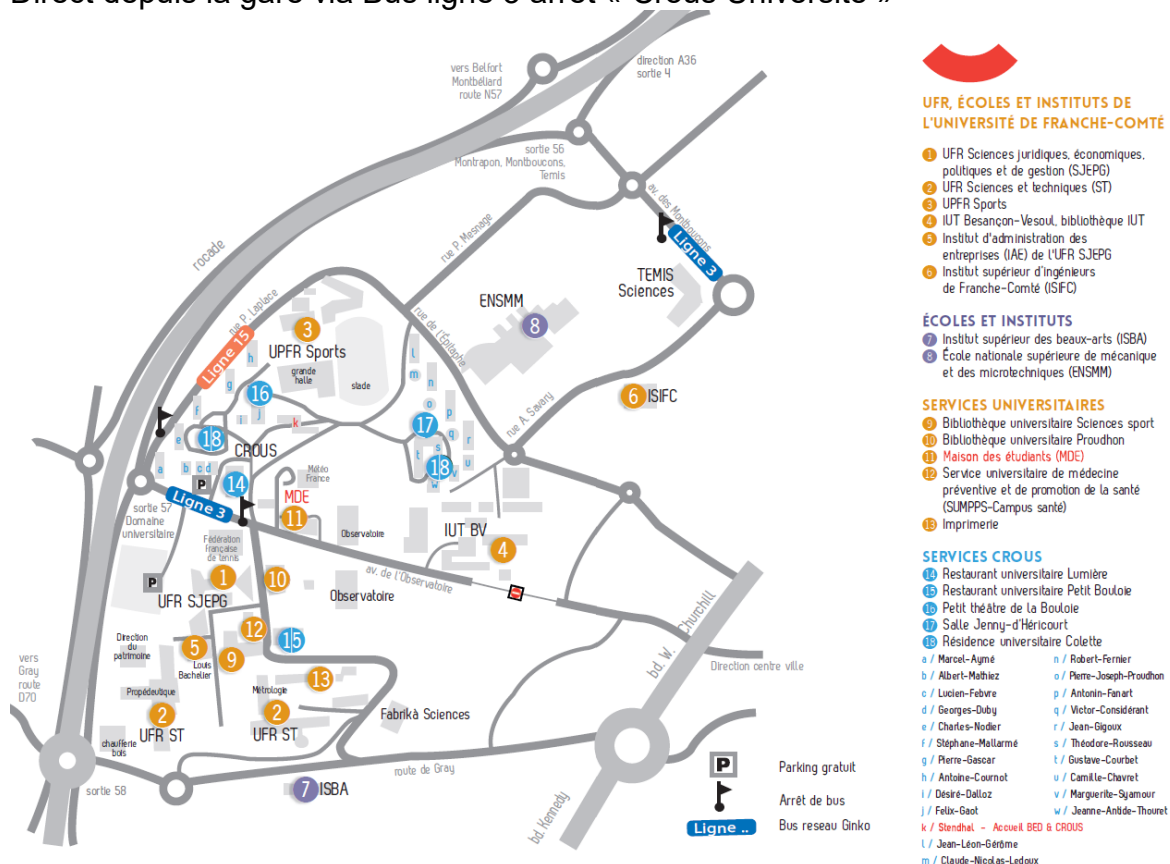 Direct depuis la gare via Bus ligne 3 arrêt « Crous Université »
vers Belfort
Montbéliard
route N57
direction A36
sortie 4
sortie 56
Montrapon, Montboucons,
Temis
av. des Montboucons
Ligne 3
rocade
rue P. Mesnage
TEMIS
Sciences
ENSMM
8
rue P. Laplace
Ligne 15
3
UPFR Sports
grande
halle
stade
rue de l'Épitaphe
h
g
16
f
i
j
k
l
m
n
o
p
17
q
r
s
t
18
u
v
w
6
ISIFC
rue A. Savary
e
18
CROUS
a
b
c
d
P
14
Météo
France
MDE
11
Ligne 3
sortie 57
Domaine
universitaire
Fédération
française
de tennis
Observatoire
IUT BV
4
av. de l'Observatoire
P
1
UFR SJEPG
10
Observatoire
Direction
du
patrimoine
5
Louis
Bachelier
12
9
15
bd. W. Churchill
Direction centre ville
vers
Gray
route
D70
Propédeutique
2
UFR ST
Métrologie
13
2
UFR ST
Fabrikà Sciences
chaufferie
bois
route de Gray
sortie 58
7
ISBA
bd. Kennedy
P
Parking gratuit
Arrêt de bus
Ligne ..
Bus reseau Ginko
UFR, ÉCOLES ET INSTITUTS DE
L'UNIVERSITÉ DE FRANCHE-COMTÉ
1 UFR Sciences juridiques, économiques,
politiques et de gestion (SJEPG)
2 UFR Sciences et techniques (ST)
3 UPFR Sports
4 IUT Besançon-Vesoul, bibliothèque IUT
5 Institut d'administration des
entreprises (IAE) de l'UFR SJEPG
6 Institut supérieur d'ingénieurs
de Franche-Comté (ISIFC)
ÉCOLES ET INSTITUTS
7 Institut supérieur des beaux-arts (ISBA)
8 École nationale supérieure de mécanique
et des microtechniques (ENSMM)
SERVICES UNIVERSITAIRES
9 Bibliothèque universitaire Sciences sport
10 Bibliothèque universitaire Proudhon
11 Maison des étudiants (MDE)
12 Service universitaire de médecine
préventive et de promotion de la santé
(SUMPPS-Campus santé)
13 Imprimerie
SERVICES CROUS
14 Restaurant universitaire Lumière
15 Restaurant universitaire Petit Bouloie
16 Petit théâtre de la Bouloie
17 Salle Jenny-d'Héricourt
18 Résidence universitaire Colette
a / Marcel-Aymé
b / Albert-Mathiez
c / Lucien-Febvre
d / Georges-Duby
e / Charles-Nodier
f / Stéphane-Mallarmé
g / Pierre-Gascar
h / Antoine-Cournot
i / Désiré-Dalloz
j / Felix-Gaot
k / Stendhal - Accueil BED & CROUS
l / Jean-Léon-Gérôme
m / Claude-Nicolas-Ledoux
n / Robert-Fernier
o / Pierre-Joseph-Proudhon
p / Antonin-Fanart
q / Victor-Considérant
r / Jean-Gigoux
s / Théodore-Rousseau
t / Gustave-Courbet
u / Camille-Chavret
v / Marguerite-Syamour
w / Jeanne-Antide-Thouret